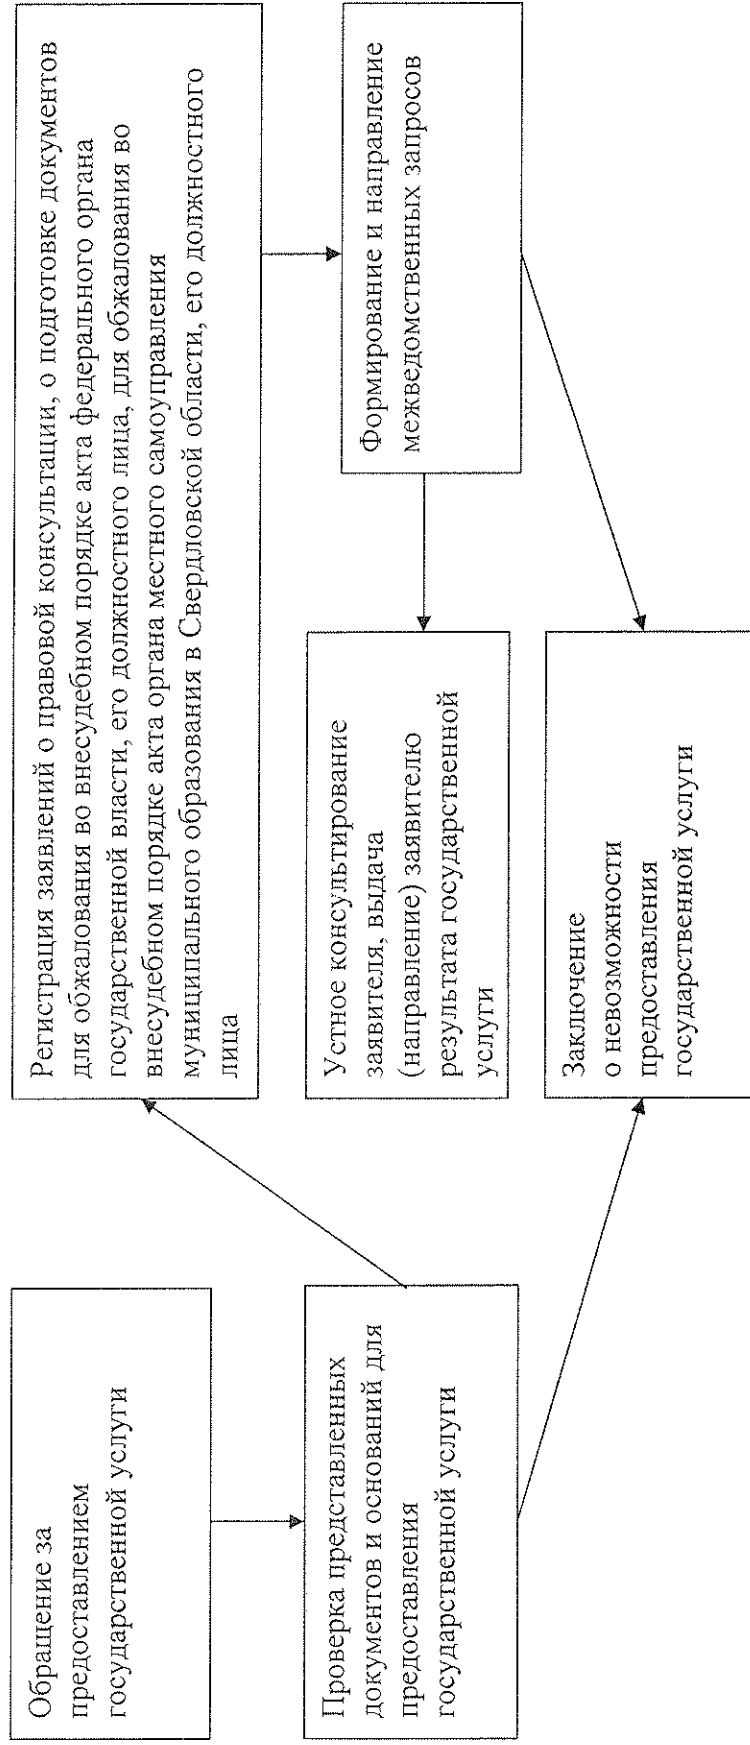 Обращение за
предоставлением
государственной услуги
Проверка представленных
документов и оснований для
предоставления
государственной услуги
Регистрация заявлений о правовой консультации, о подготовке документов
для обжалования во внесудебном порядке акта федерального органа
государственной власти, его должностного лица, для обжалования во
внесудебном порядке акта органа местного самоуправления
муниципального образования в Свердловской области, его должностного
лица
Формирование и направление
межведомственных запросов
Устное консультирование
заявителя, выдача
(направление) заявителю
результата государственной
услуги
Заключение
о невозможности
предоставления
государственной услуги